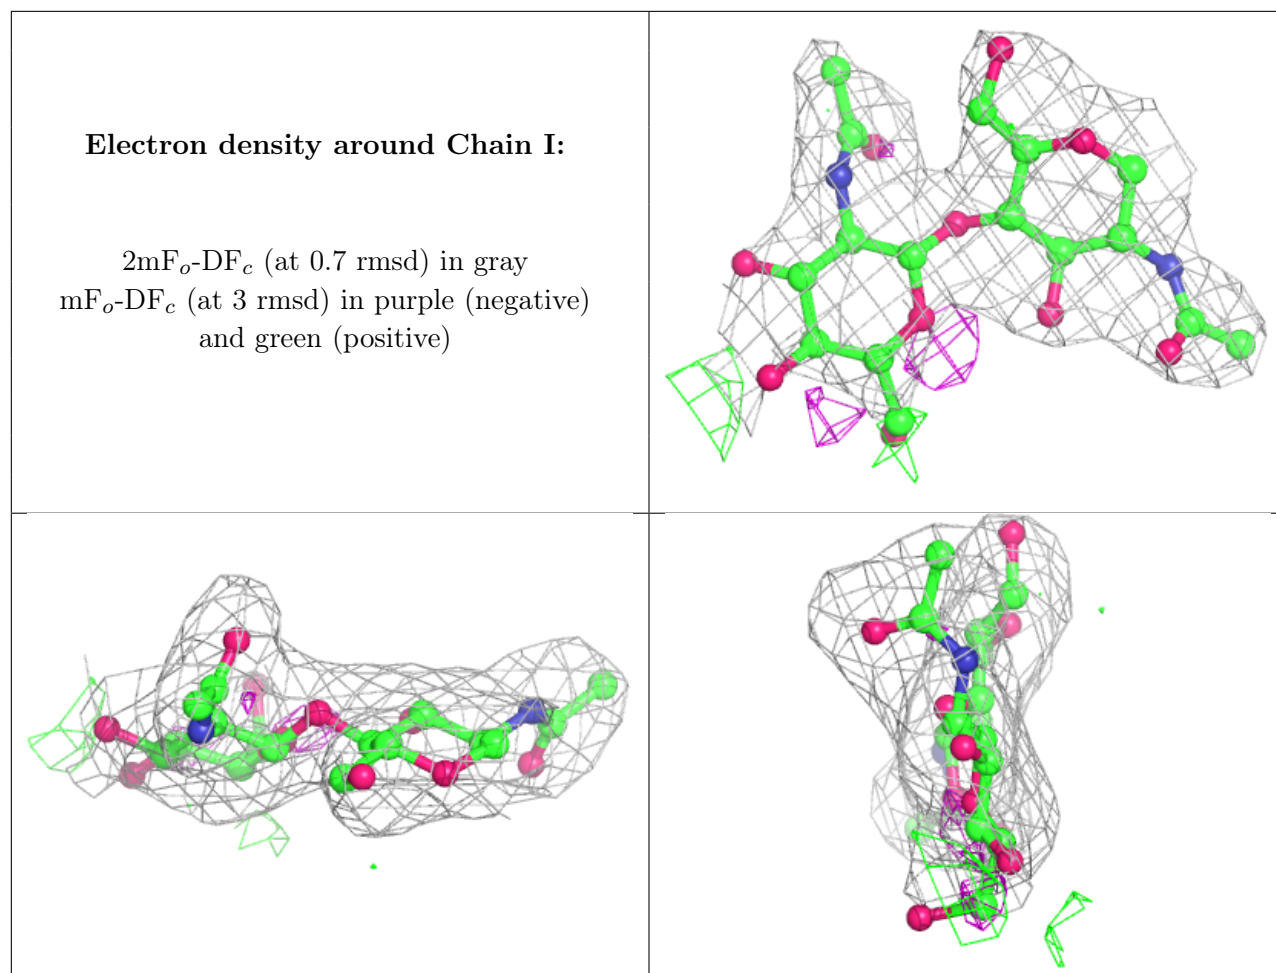 Electron density around Chain I:
2mFo-DFc (at 0.7 rmsd) in gray
mFo-DFc (at 3 rmsd) in purple (negative)
and green (positive)